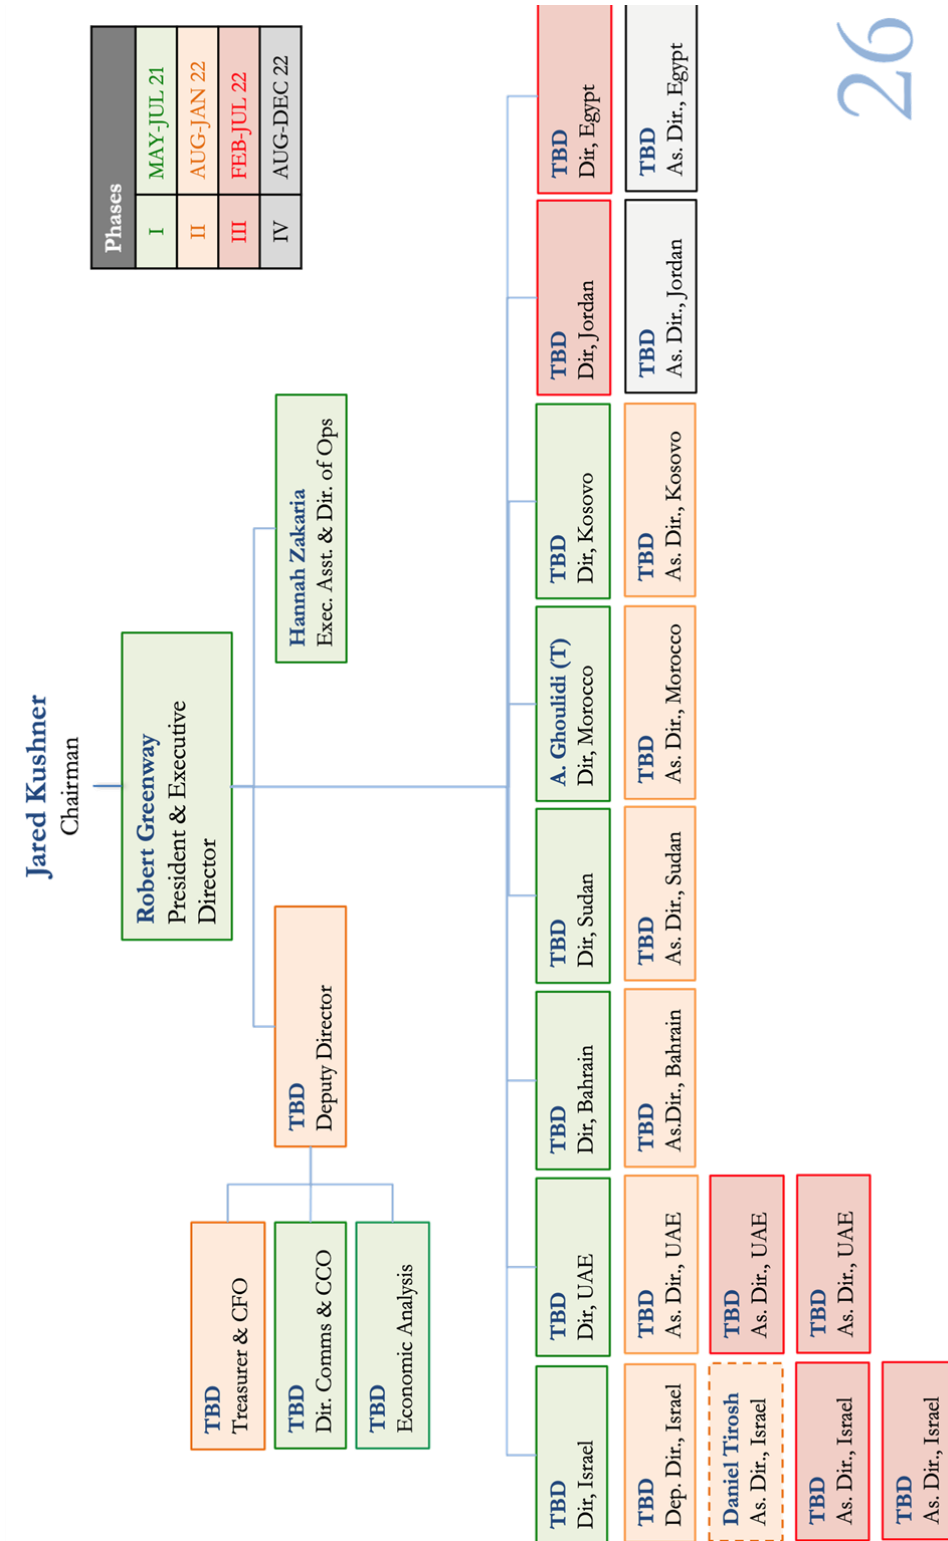 Jared Kushner
Chairman
Robert Greenway
President & Executive
Director
Phases
I MAY-JUL 21
II AUG-JAN 22
III FEB-JUL 22
IV AUG-DEC 22
TBD
Deputy Director
Hannah Zakaria
Exec. Asst. & Dir. of Ops
TBD
Treasurer & CFO
TBD
Dir. Comms & CCO
TBD
Economic Analysis
TBD
Dir, Israel
TBD
Dir, UAE
TBD
Dir, Bahrain
TBD
Dir, Sudan
A. Ghoulidi (T)
Dir, Morocco
TBD
Dir, Kosovo
TBD
Dir, Jordan
TBD
Dir, Egypt
TBD
Dep. Dir., Israel
TBD
As. Dir., UAE
TBD
As.Dir., Bahrain
TBD
As. Dir., Sudan
TBD
As. Dir., Morocco
TBD
As. Dir., Kosovo
TBD
As. Dir., Jordan
TBD
As. Dir., Egypt
Daniel Tirosh
As. Dir., Israel
TBD
As. Dir., UAE
TBD
As. Dir., Israel
TBD
As. Dir., UAE
TBD
As. Dir., Israel
26